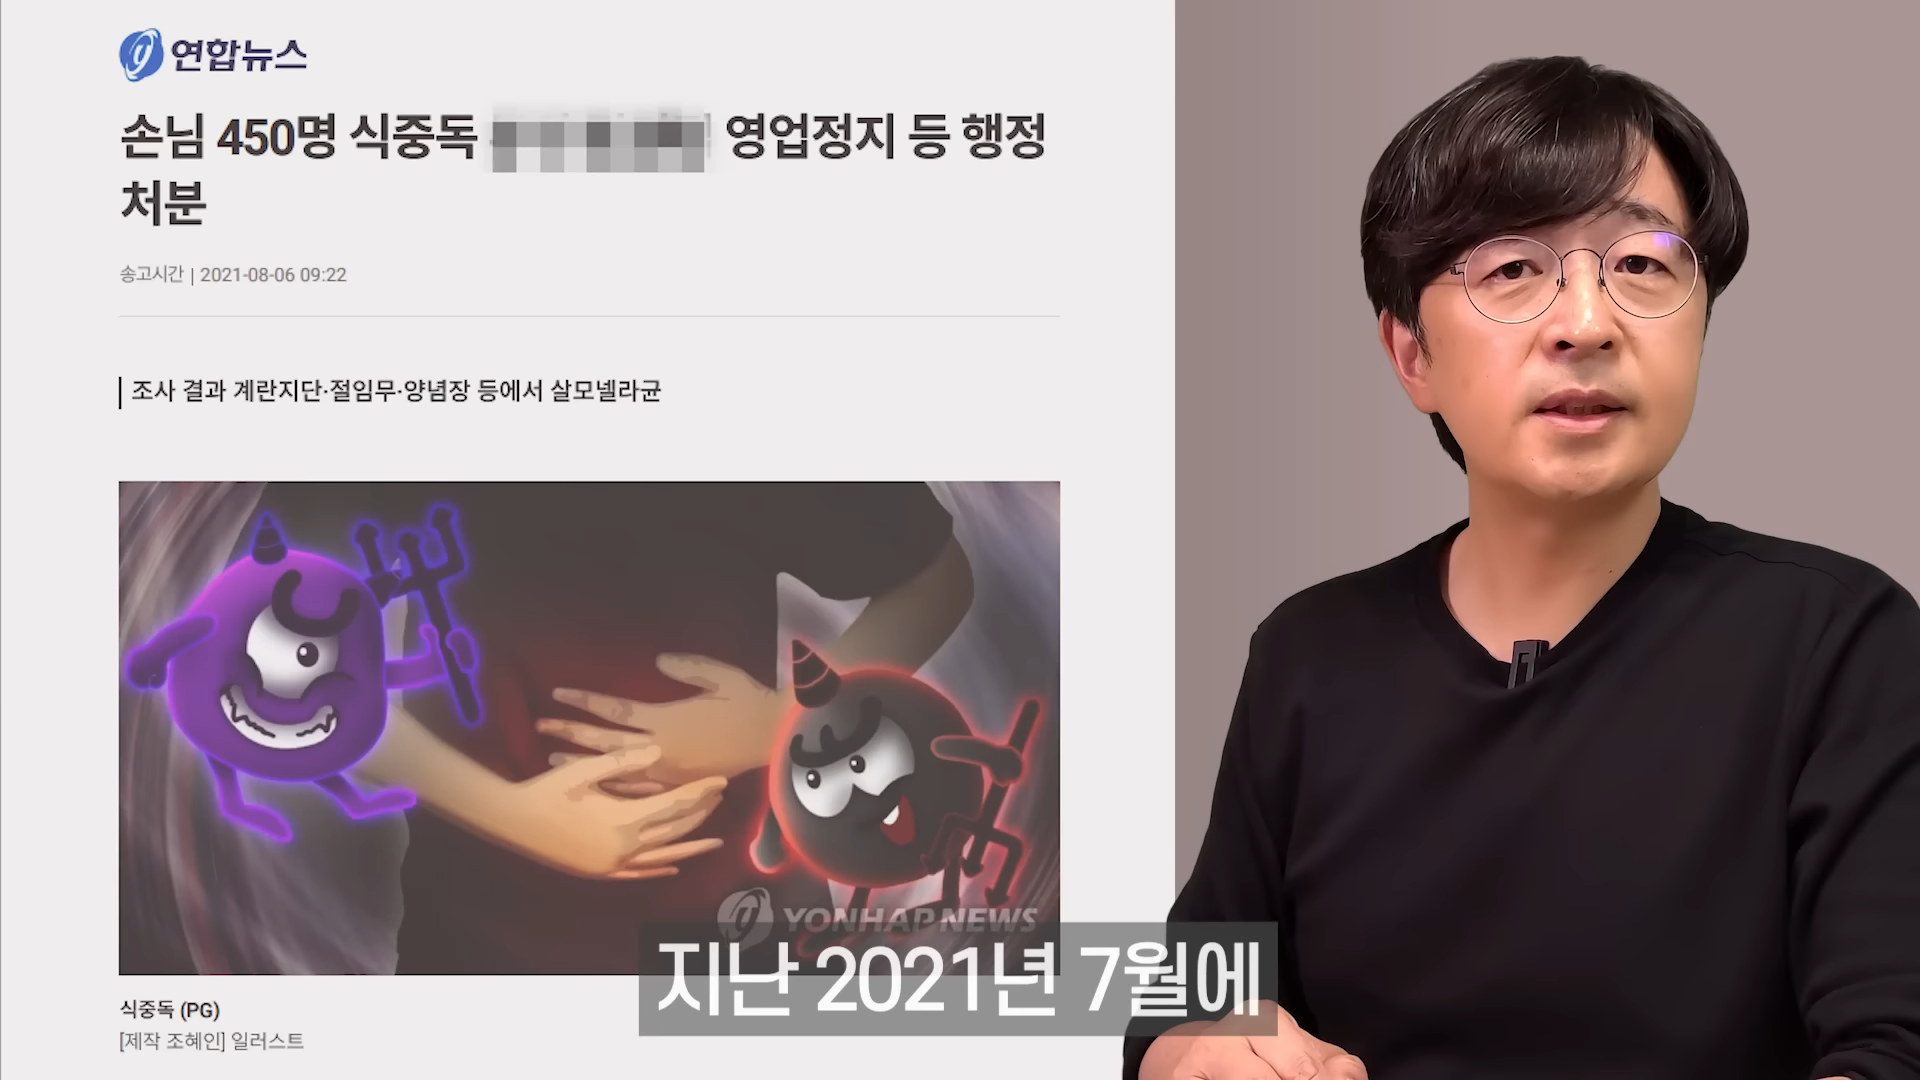 연합뉴스
손님 450명 식중독 영업정지 등 행정
처분
송고시간 | 2021-08-06 09:22
조사 결과 계란지단·절임무·양념장 등에서 살모넬라균
YONHAP NEWS
지난 2021년 7월에
식중독 (PG)
[제작 조혜인] 일러스트